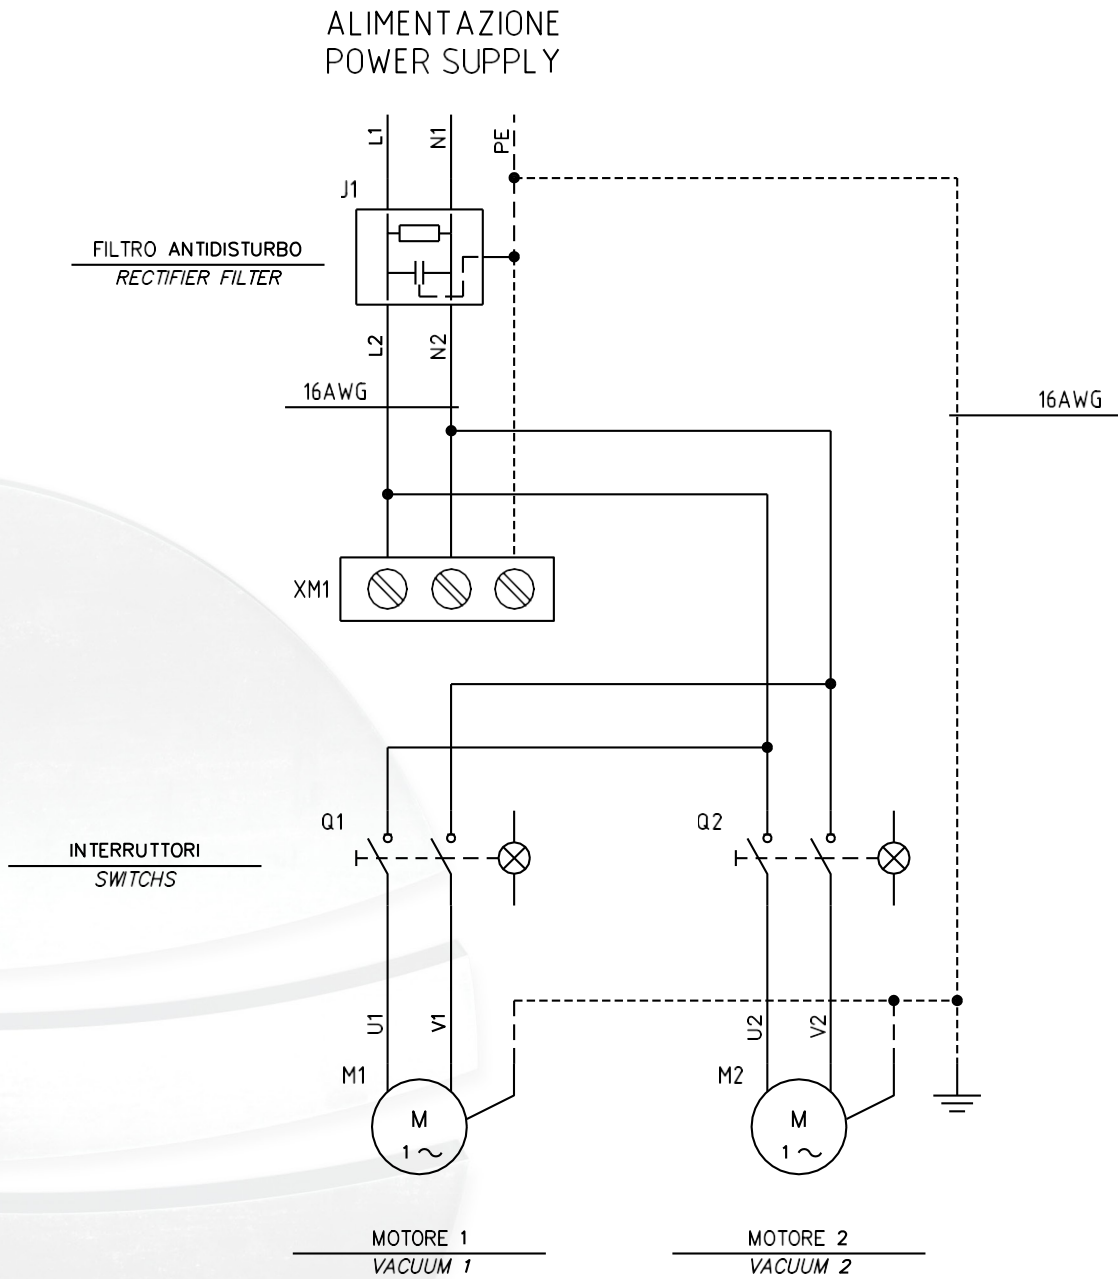 ALIMENTAZIONE
POWER SUPPLY
L1
N1
PE
J1
FILTRO ANTIDISTURBO
RECTIFIER FILTER
L2
N2
16AWG
16AWG
XM1
Q1
Q2
INTERRUTTORI
SWITCHS
U1
V1
U2
V2
M1
M2
M
1~
M
1~
MOTORE 1
VACUUM 1
MOTORE 2
VACUUM 2